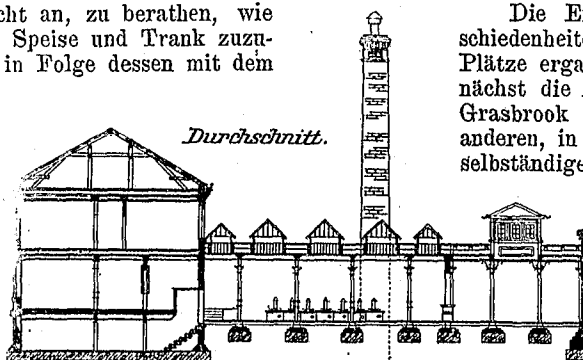 cht an, zu berathen, wie
Speise und Trank zuzu-
in Folge dessen mit dem
Durchschnitt.
Die
schiedenheit
Plätze erga
nächst die
Grasbrook
anderen, in
selbständige